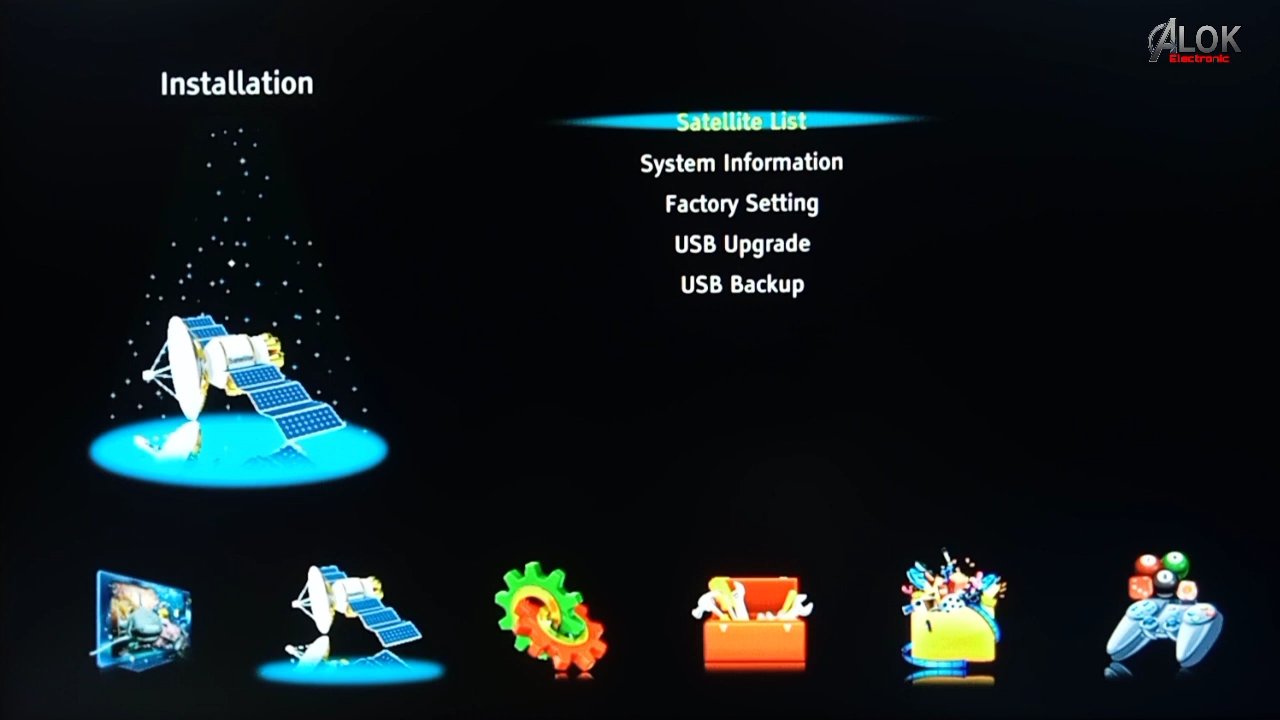 ALOK
Electronic
Installation
Satellite List
System Information
Factory Setting
USB Upgrade
USB Backup